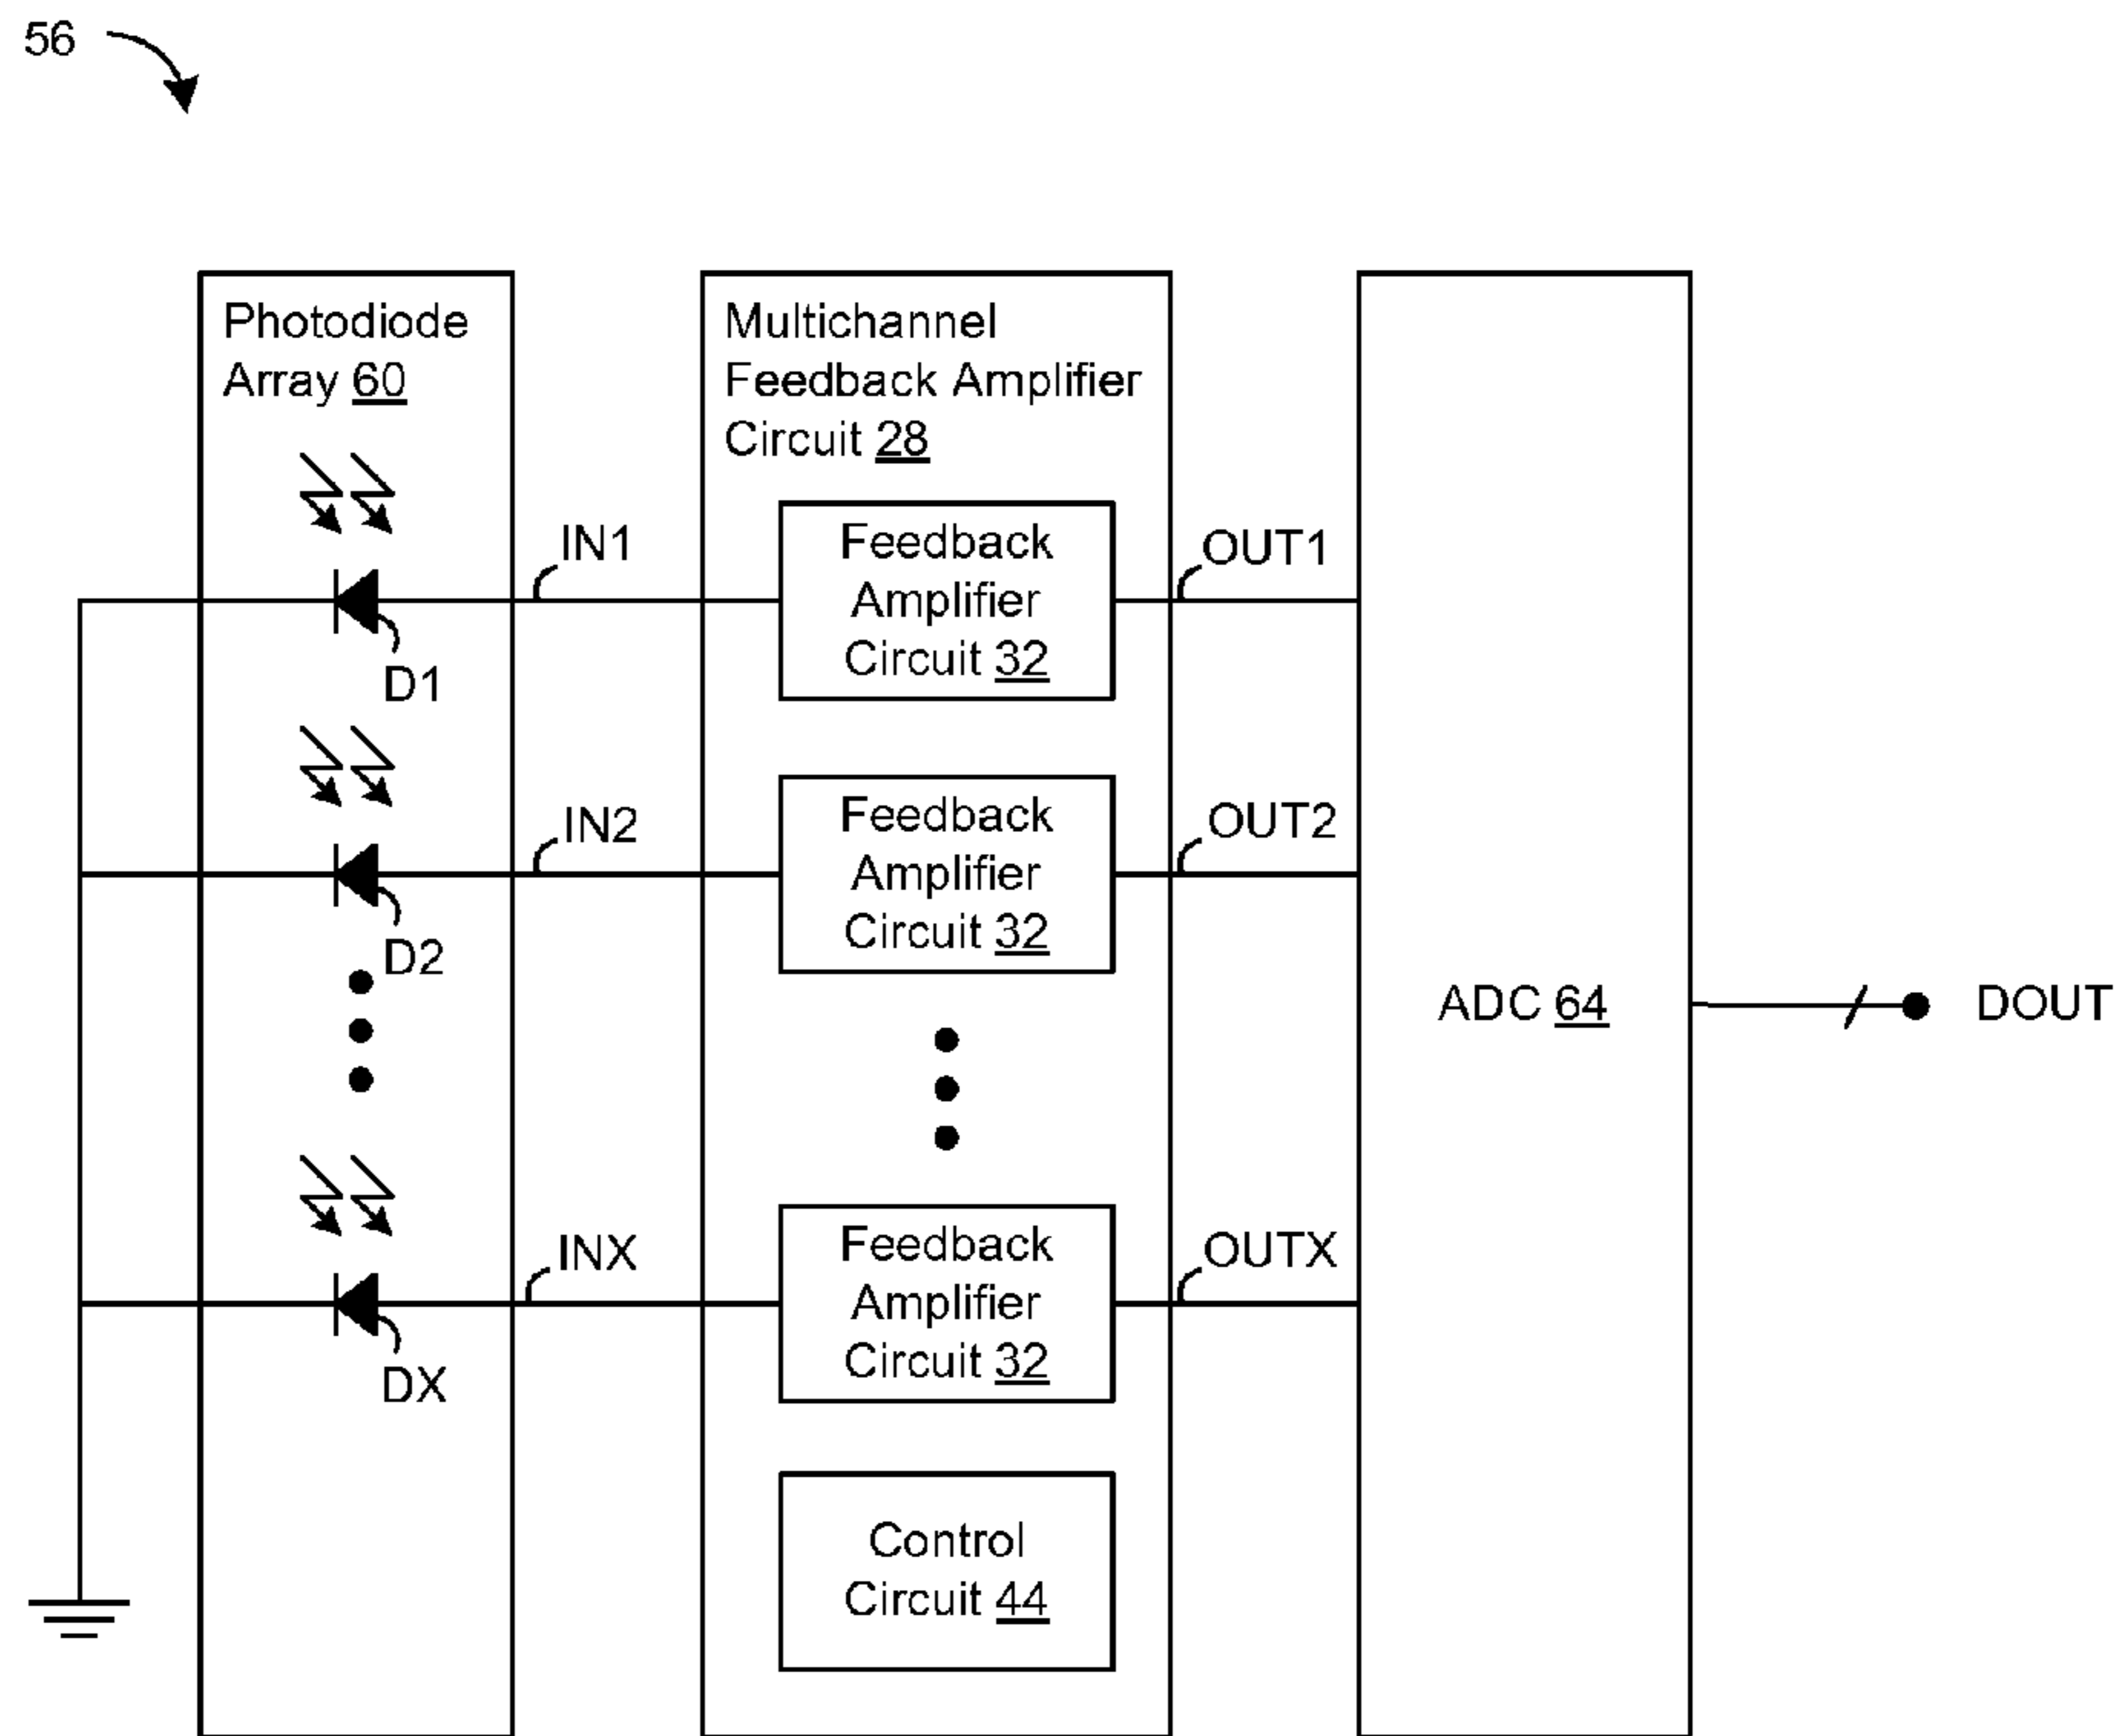 56
Photodiode
Array 60
Multichannel
Feedback Amplifier
Circuit 28
IN1
Feedback
Amplifier
Circuit 32
OUT1
D1
IN2
Feedback
Amplifier
Circuit 32
OUT2
D2
ADC 64
DOUT
INX
Feedback
Amplifier
Circuit 32
OUTX
DX
Control
Circuit 44